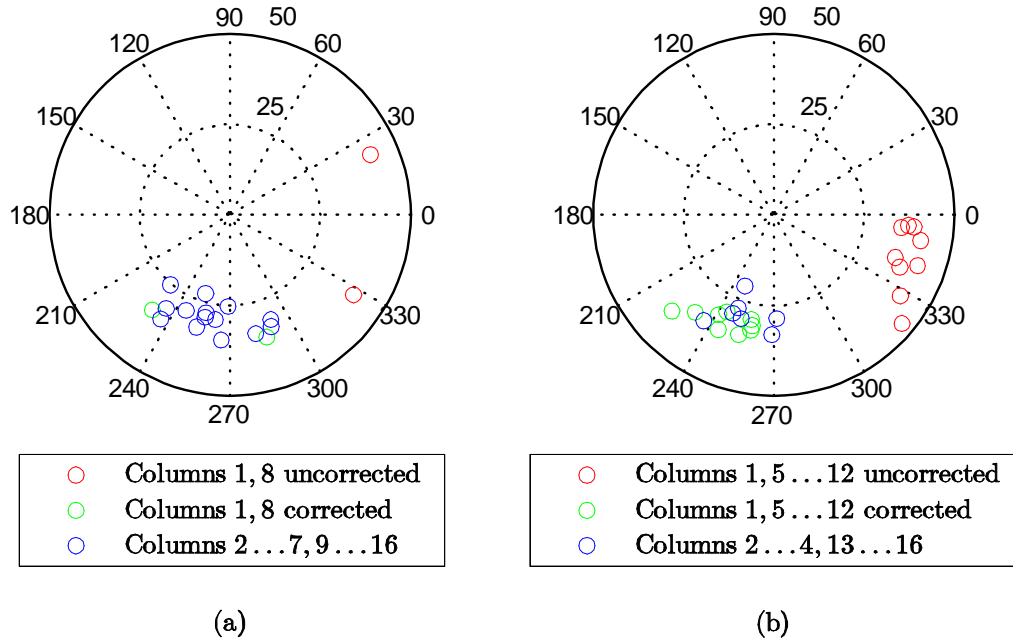 90 50
120 60
150 25 30
180 0
210 330
240 300
270
Columns 1, 8 uncorrected
Columns 1, 8 corrected
Columns 2 . . . 7, 9 . . . 16
(a)
90 50
120 60
150 25 30
180 0
210 330
240 300
270
Columns 1, 5 . . . 12 uncorrected
Columns 1, 5 . . . 12 corrected
Columns 2 . . . 4, 13 . . . 16
(b)